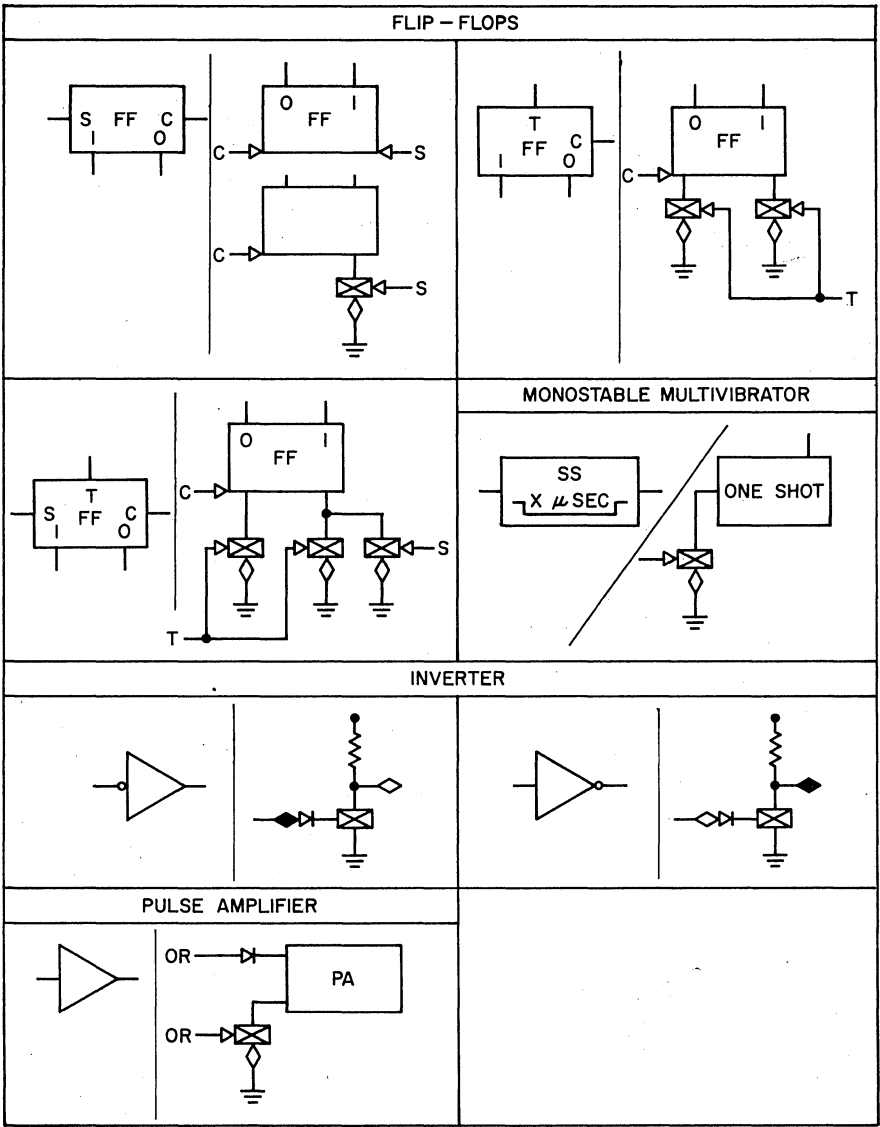 FLIP – FLOPS
S FF C
I O
O I
FF
C S
C S
T
FF C
I O
O I
FF
C
T
T
S FF C
I O
O I
FF
C
S
T
MONOSTABLE MULTIVIBRATOR
SS
X μ SEC
ONE SHOT
INVERTER
PULSE AMPLIFIER
OR
PA
OR